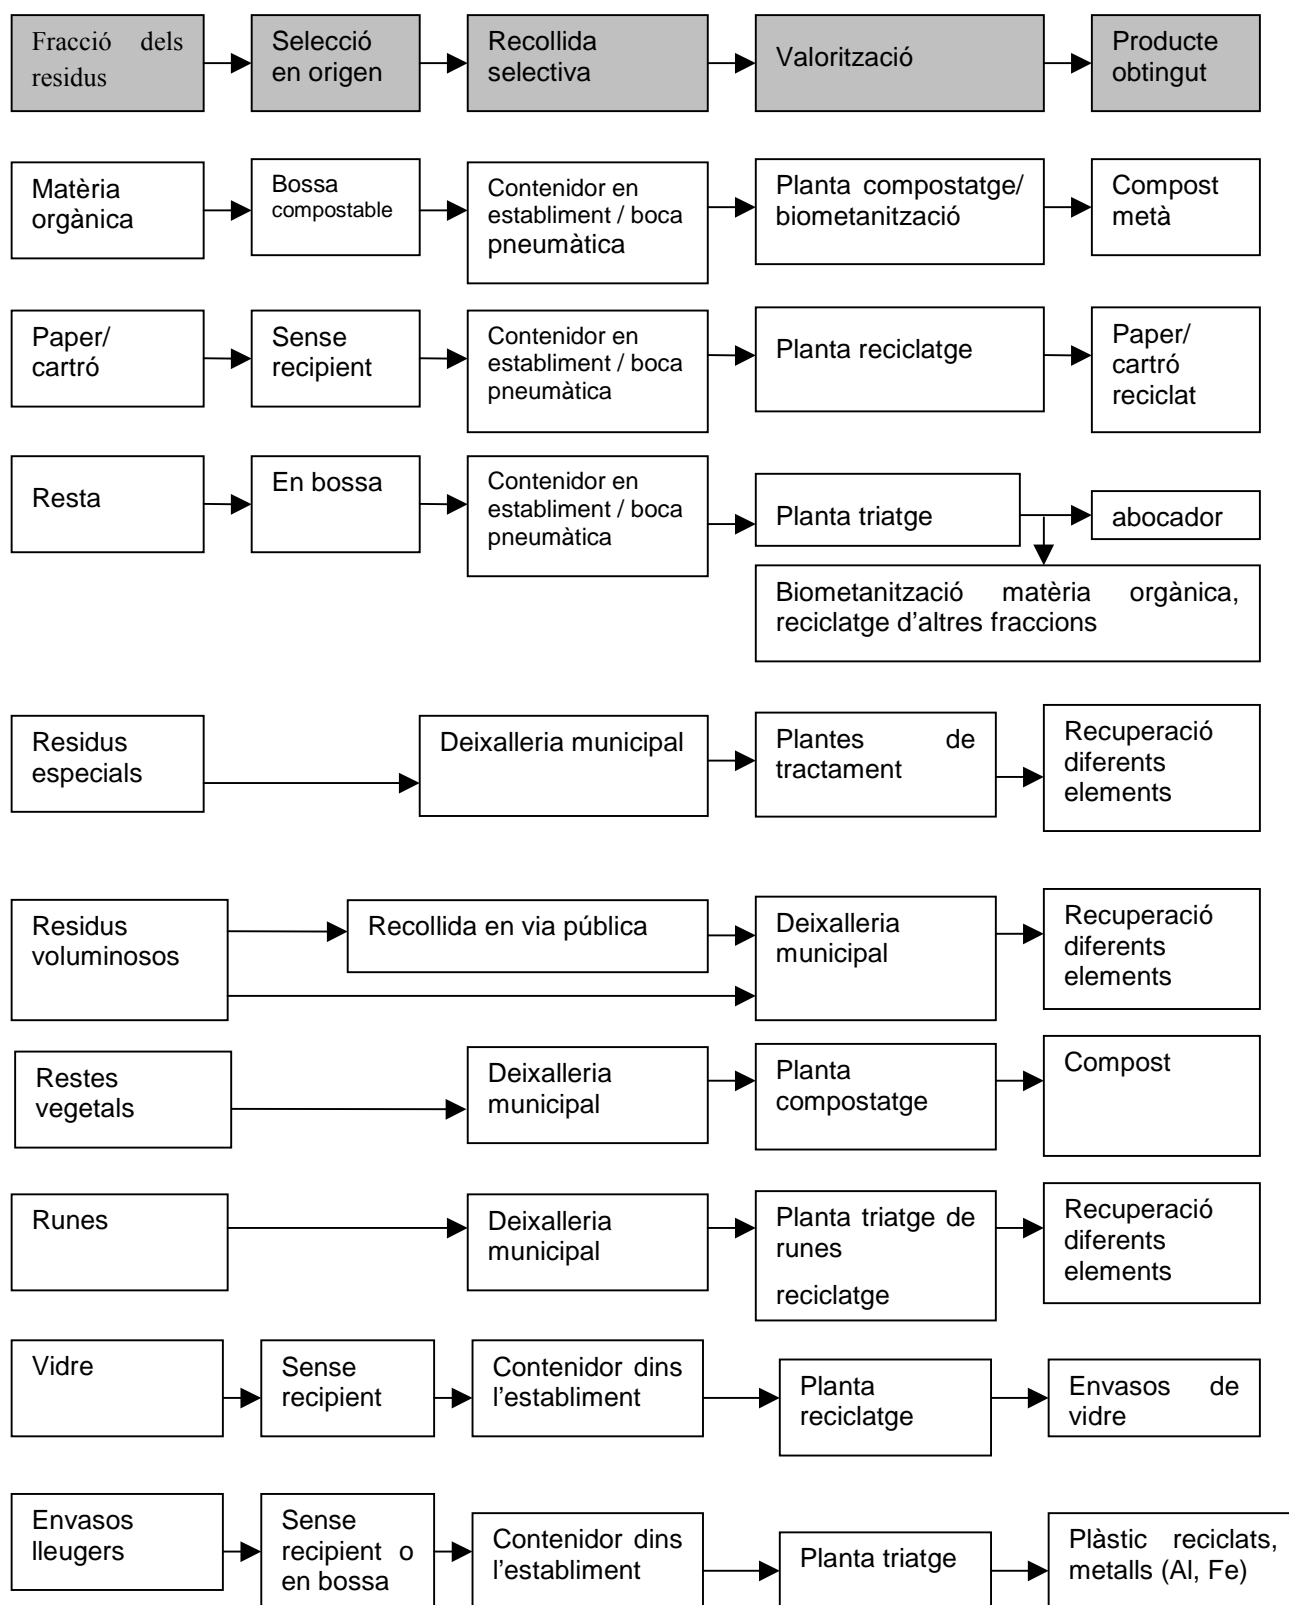 Fracció dels
residus
Selecció
en origen
Recollida
selectiva
Valorització
Producte
obtingut
Matèria
orgànica
Bossa
compostable
Contenidor en
establiment / boca
pneumàtica
Planta compostatge/
biometanització
Compost
metà
Paper/
cartró
Sense
recipient
Contenidor en
establiment / boca
pneumàtica
Planta reciclatge
Paper/
cartró
reciclat
Resta
En bossa
Contenidor en
establiment / boca
pneumàtica
Planta triatge
abocador
Biometanització matèria orgànica,
reciclatge d'altres fraccions
Residus
especials
Deixalleria municipal
Plantes de
tractament
Recuperació
diferents
elements
Residus
voluminosos
Recollida en via pública
Deixalleria
municipal
Recuperació
diferents
elements
Restes
vegetals
Deixalleria
municipal
Planta
compostatge
Compost
Runes
Deixalleria
municipal
Planta triatge de
runes
reciclatge
Recuperació
diferents
elements
Vidre
Sense
recipient
Contenidor dins
l'establiment
Planta
reciclatge
Envasos de
vidre
Envasos
lleugers
Sense
recipient o
en bossa
Contenidor dins
l'establiment
Planta triatge
Plàstic reciclats,
metalls (Al, Fe)